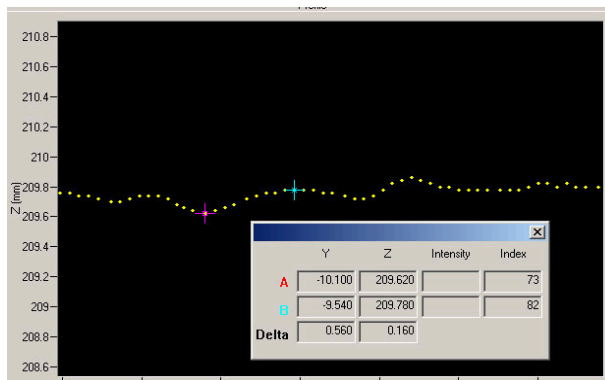 Profile
210.8
210.6
210.4
210.2
210
209.8
209.6
209.4
209.2
209
208.8
208.6
Z (mm)
Y Z Intensity Index
A -10.100 209.620 73
B -9.540 209.780 82
Delta 0.560 0.160